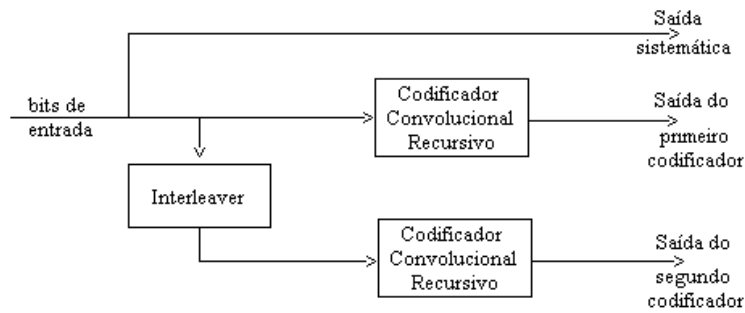 Saída
sistemática
bits de
entrada
Codificador
Convolucional
Recursivo
Saída do
primeiro
codificador
Interleaver
Codificador
Convolucional
Recursivo
Saída do
segundo
codificador